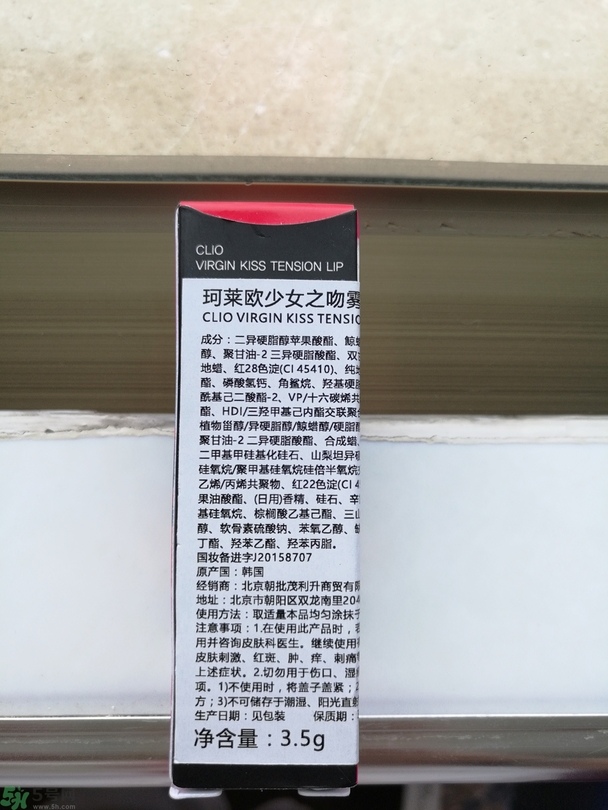 CLIO
VIRGIN KISS TENSION LIP
珂莱欧少女之吻雾
CLIO VIRGIN KISS TENSIO
成分：二异硬脂醇苹果酸酯、鲸蜡
醇、聚甘油-2 三异硬脂酸酯、双
地蜡、红28色淀(CI 45410)、纯地
酯、磷酸氢钙、角鲨烷、羟基硬脂
酰基己二酸酯-2、VP/十六碳烯共
酯、HDI/三羟甲基己内酯交联聚合
植物甾醇/异硬脂醇/鲸蜡醇/硬脂醇
聚甘油-2 二异硬脂酸酯、合成蜡、
二甲基甲硅基化硅石、山梨坦异硬
硅氧烷/聚甲基硅氧烷硅倍半氧烷
乙烯/丙烯共聚物、红22色淀(CI 4
果油酸酯、(日用)香精、硅石、辛
基硅氧烷、棕榈酸乙基己酯、三山
醇、软骨素硫酸钠、苯氧乙醇、
丁酯、羟苯乙酯、羟苯丙脂。
国妆备进字J20158707
原产国：韩国
经销商：北京朝批茂利升商贸有限
地址：北京市朝阳区双龙南里204
使用方法：取适量本品均匀涂抹于
注意事项：1.在使用此产品时，若
用并咨询皮肤科医生。继续使用
皮肤刺激、红斑、肿、痒、刺痛
上述症状。2.切勿用于伤口、湿
项。1)不使用时，将盖子盖紧；2
方；3)不可储存于潮湿、阳光直射
生产日期：见包装 保质期：
净含量：3.5g
5号网
www.5h.com